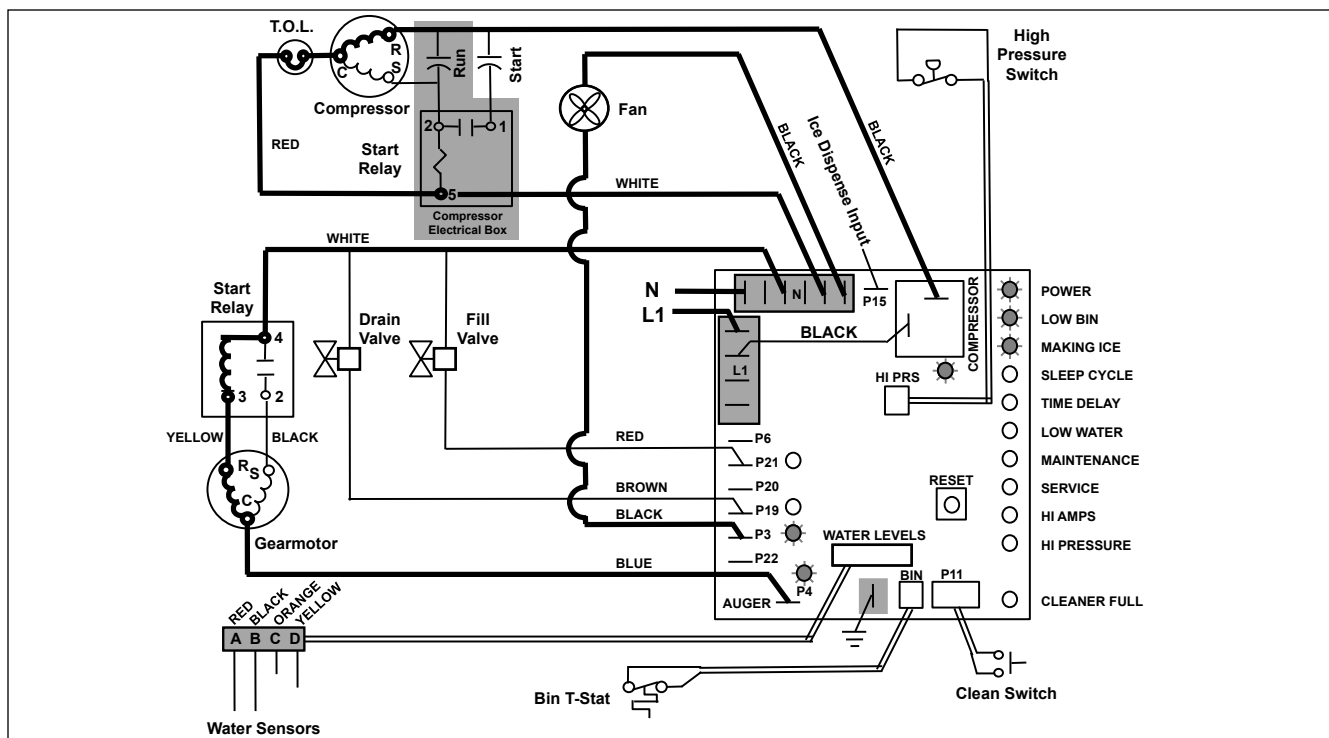 T.O.L.
R
C
S
Compressor
Run
Start
2
1
Start
Relay
5
Compressor
Electrical Box
RED
WHITE
Fan
BLACK
Ice Dispense Input
BLACK
High
Pressure
Switch
WHITE
Start
Relay
4
3
2
YELLOW
BLACK
R
S
C
Gearmotor
Drain
Valve
Fill
Valve
N
L1
N
L1
BLACK
P15
COMPRESSOR
HI PRS
POWER
LOW BIN
MAKING ICE
SLEEP CYCLE
TIME DELAY
LOW WATER
MAINTENANCE
SERVICE
HI AMPS
HI PRESSURE
CLEANER FULL
RED
BROWN
BLACK
BLUE
P6
P21
P20
P19
P3
P22
P4
AUGER
RESET
WATER LEVELS
BIN
P11
RED
BLACK
ORANGE
YELLOW
A B C D
Water Sensors
Bin T-Stat
Clean Switch